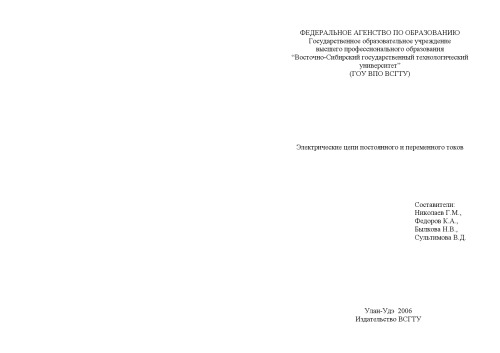 ФЕДЕРАЛЬНОЕ АГЕНСТВО ПО ОБРАЗОВАНИЮ
Государственное образовательное учреждение
высшего профессионального образования
“Восточно-Сибирский государственный технологический
университет”
(ГОУ ВПО ВСГТУ)
Электрические цепи постоянного и переменного токов
Составители:
Николаев Г.М.,
Федоров К.А.,
Былкова Н.В.,
Сультимова В.Д.
Улан-Удэ 2006
Издательство ВСГТУ